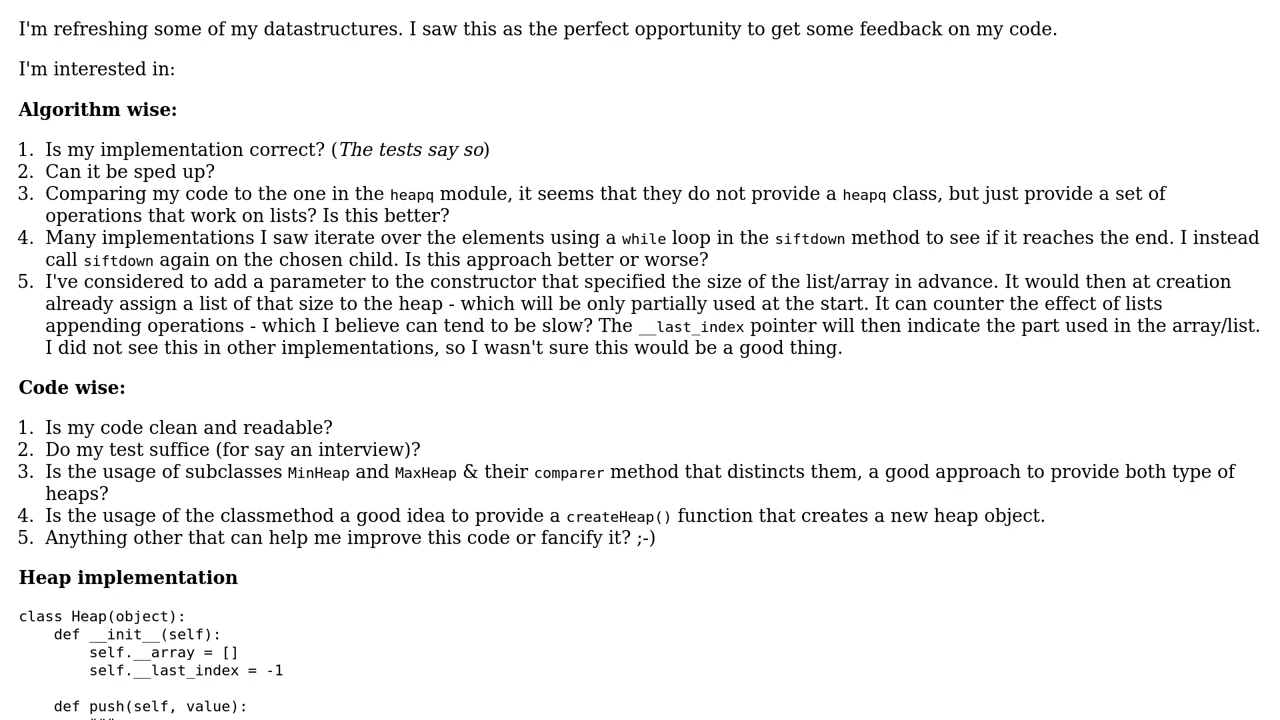 I'm refreshing some of my datastructures. I saw this as the perfect opportunity to get some feedback on my code.
I'm interested in:
Algorithm wise:
1. Is my implementation correct? (The tests say so)
2. Can it be sped up?
3. Comparing my code to the one in the heapq module, it seems that they do not provide a heapq class, but just provide a set of
operations that work on lists? Is this better?
4. Many implementations I saw iterate over the elements using a while loop in the siftdown method to see if it reaches the end. I instead
call siftdown again on the chosen child. Is this approach better or worse?
5. I've considered to add a parameter to the constructor that specified the size of the list/array in advance. It would then at creation
already assign a list of that size to the heap - which will be only partially used at the start. It can counter the effect of lists
appending operations - which I believe can tend to be slow? The __last_index pointer will then indicate the part used in the array/list.
I did not see this in other implementations, so I wasn't sure this would be a good thing.
Code wise:
1. Is my code clean and readable?
2. Do my test suffice (for say an interview)?
3. Is the usage of subclasses MinHeap and MaxHeap & their comparer method that distincts them, a good approach to provide both type of
heaps?
4. Is the usage of the classmethod a good idea to provide a createHeap() function that creates a new heap object.
5. Anything other that can help me improve this code or fancify it? ;-)
Heap implementation
class Heap(object):
    def __init__(self):
        self.__array = []
        self.__last_index = -1
    def push(self, value):
        """